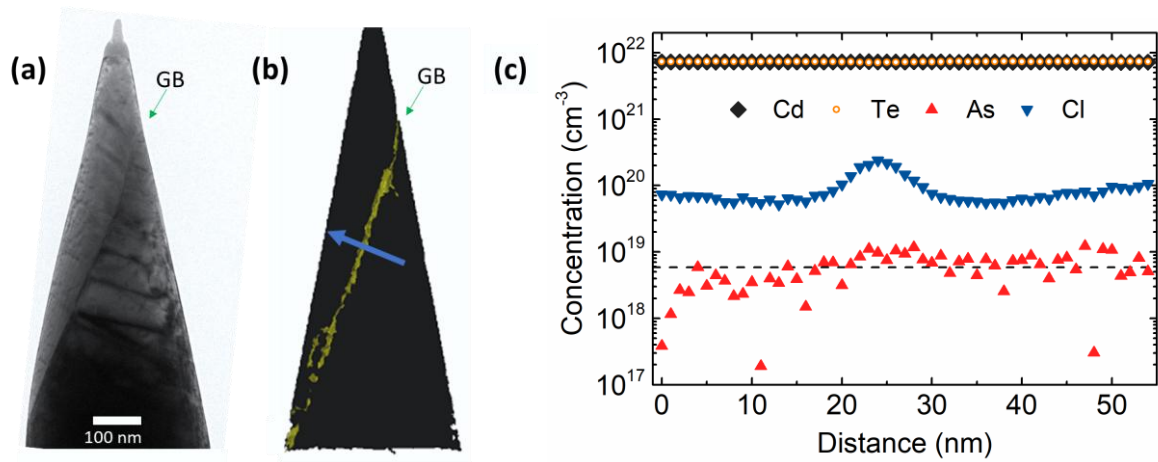 (a)
GB
100 nm
(b)
GB
(c)
Concentration (cm⁻³)
10²²
10²¹
10²⁰
10¹⁹
10¹⁸
10¹⁷
Cd Te As Cl
0 10 20 30 40 50
Distance (nm)